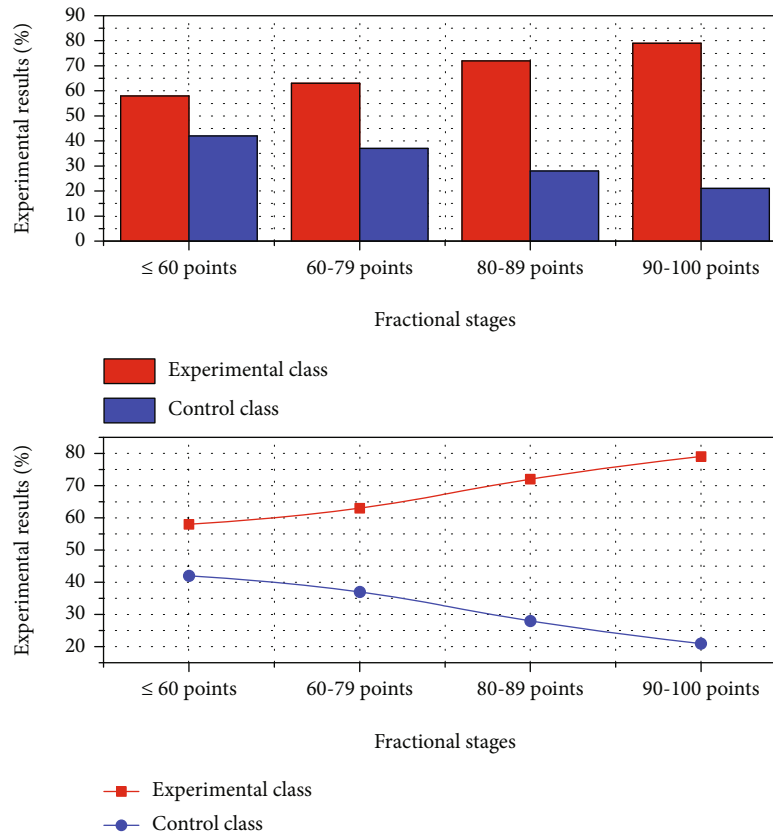 Experimental results (%)
90
80
70
60
50
40
30
20
10
0
≤ 60 points 60-79 points 80-89 points 90-100 points
Fractional stages
Experimental class
Control class
Experimental results (%)
80
70
60
50
40
30
20
≤ 60 points 60-79 points 80-89 points 90-100 points
Fractional stages
Experimental class
Control class